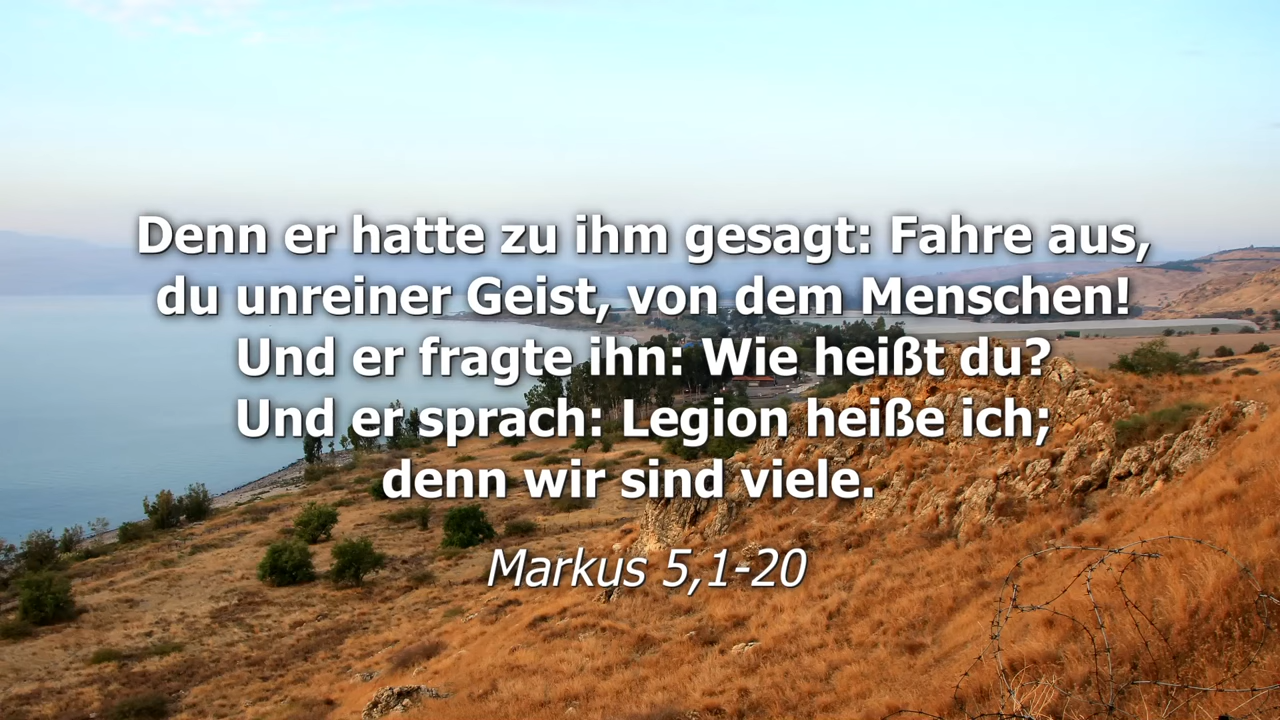 Denn er hatte zu ihm gesagt: Fahre aus,
du unreiner Geist, von dem Menschen!
Und er fragte ihn: Wie heißt du?
Und er sprach: Legion heiße ich;
denn wir sind viele.
Markus 5,1-20